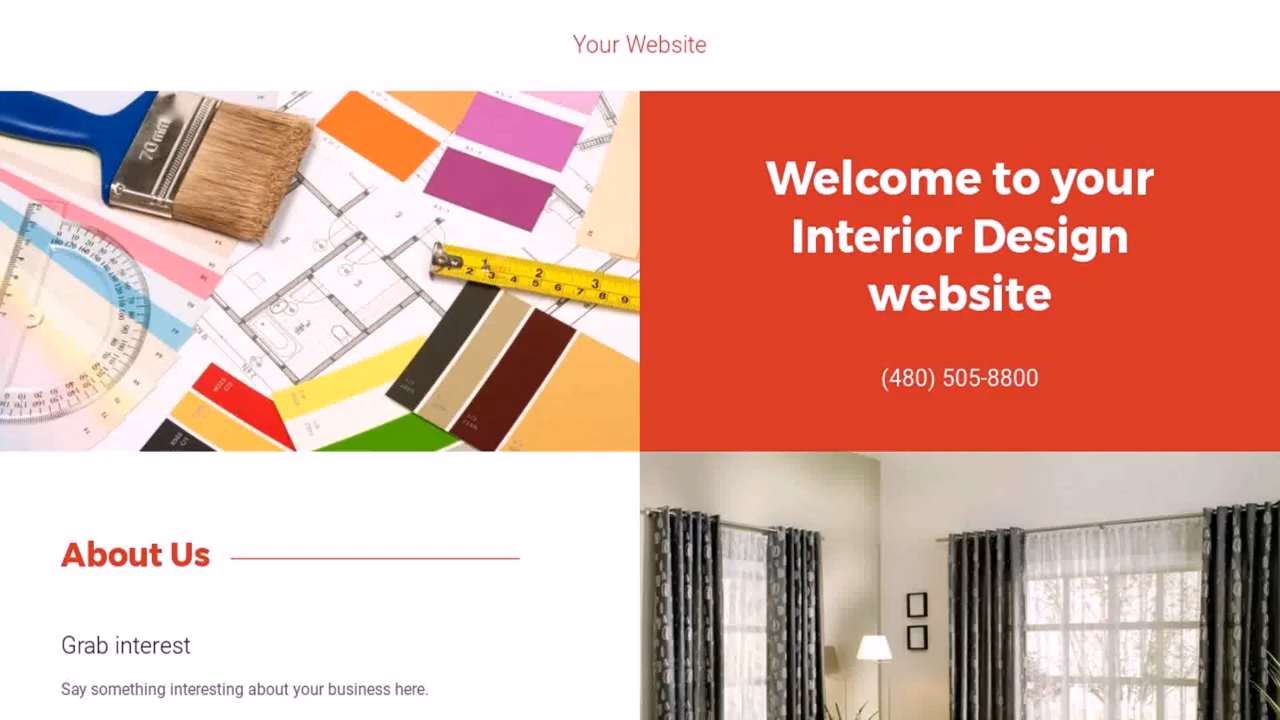 Your Website
70mm
Welcome to your
Interior Design
website
(480) 505-8800
About Us
Grab interest
Say something interesting about your business here.